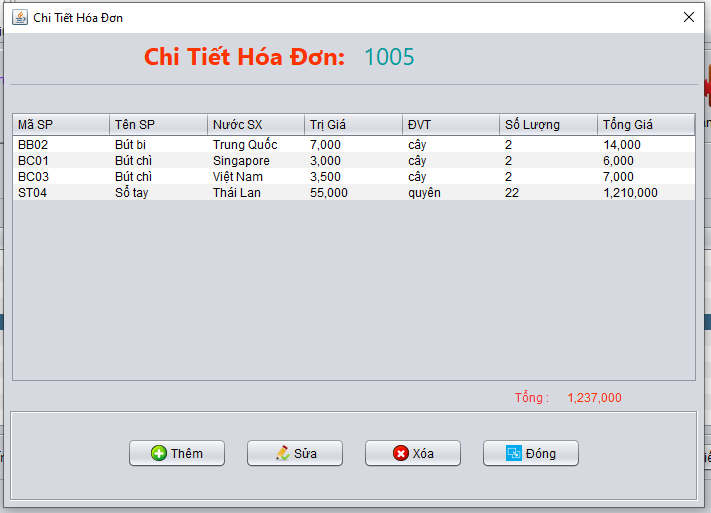 Chi Tiết Hóa Đơn
Chi Tiết Hóa Đơn: 1005
Mã SP Tên SP Nước SX Trị Giá ĐVT Số Lượng Tổng Giá
BB02 Bút bi Trung Quốc 7,000 cây 2 14,000
BC01 Bút chì Singapore 3,000 cây 2 6,000
BC03 Bút chì Việt Nam 3,500 cây 2 7,000
ST04 Sổ tay Thái Lan 55,000 quyên 22 1,210,000
Tổng : 1,237,000
Thêm Sửa Xóa Đóng